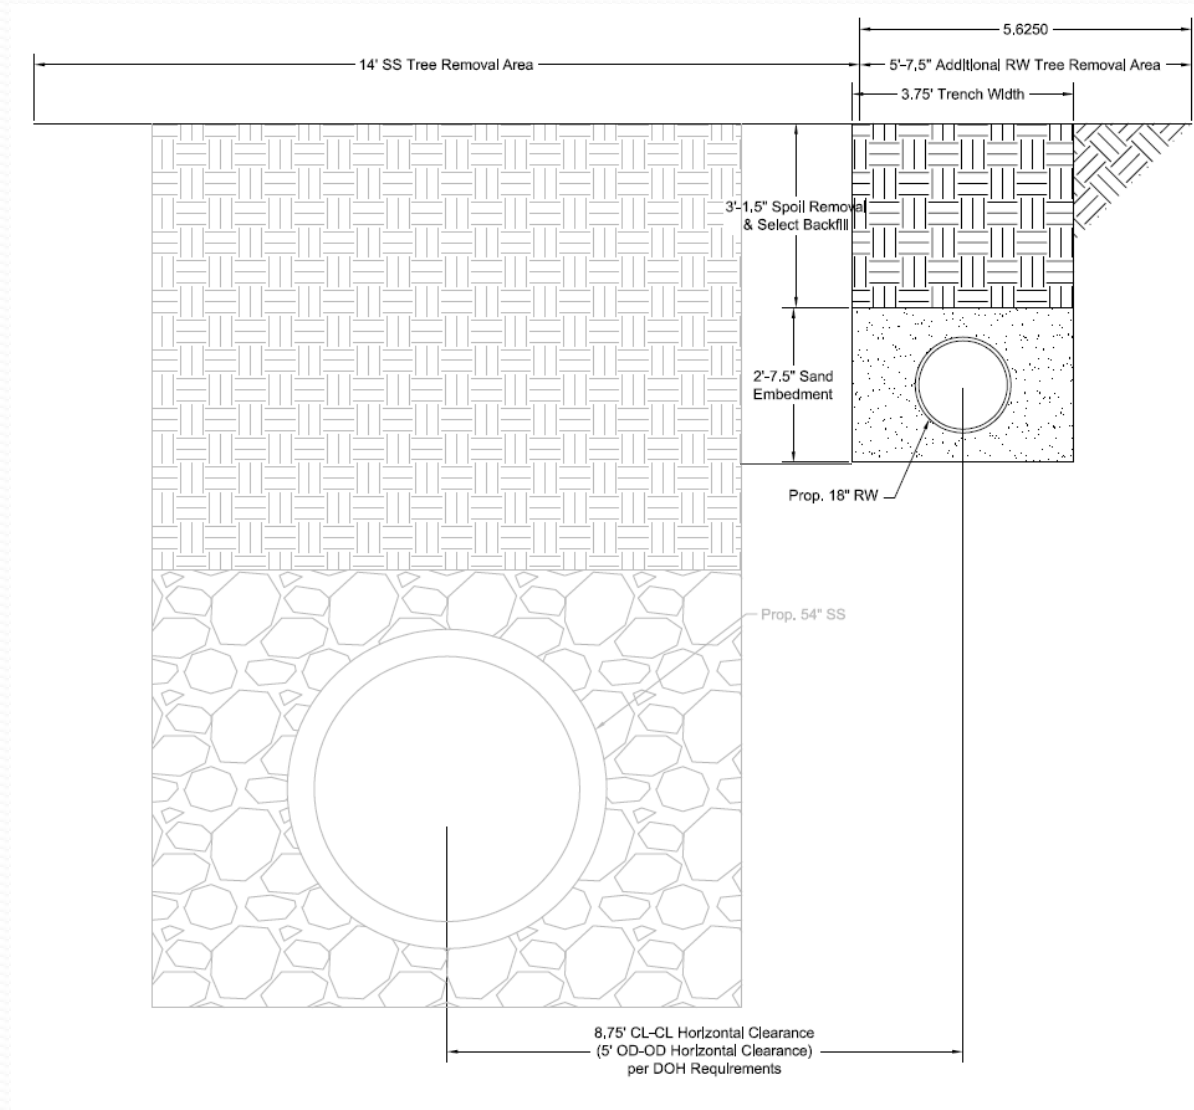 5.6250
14' SS Tree Removal Area
5'-7.5" Additional RW Tree Removal Area
3.75' Trench Width
3'-1.5" Spoil Removal
& Select Backfill
2'-7.5" Sand
Embedment
Prop. 18" RW
Prop. 54" SS
8.75' CL-CL Horizontal Clearance
(5' OD-OD Horizontal Clearance)
per DOH Requirements